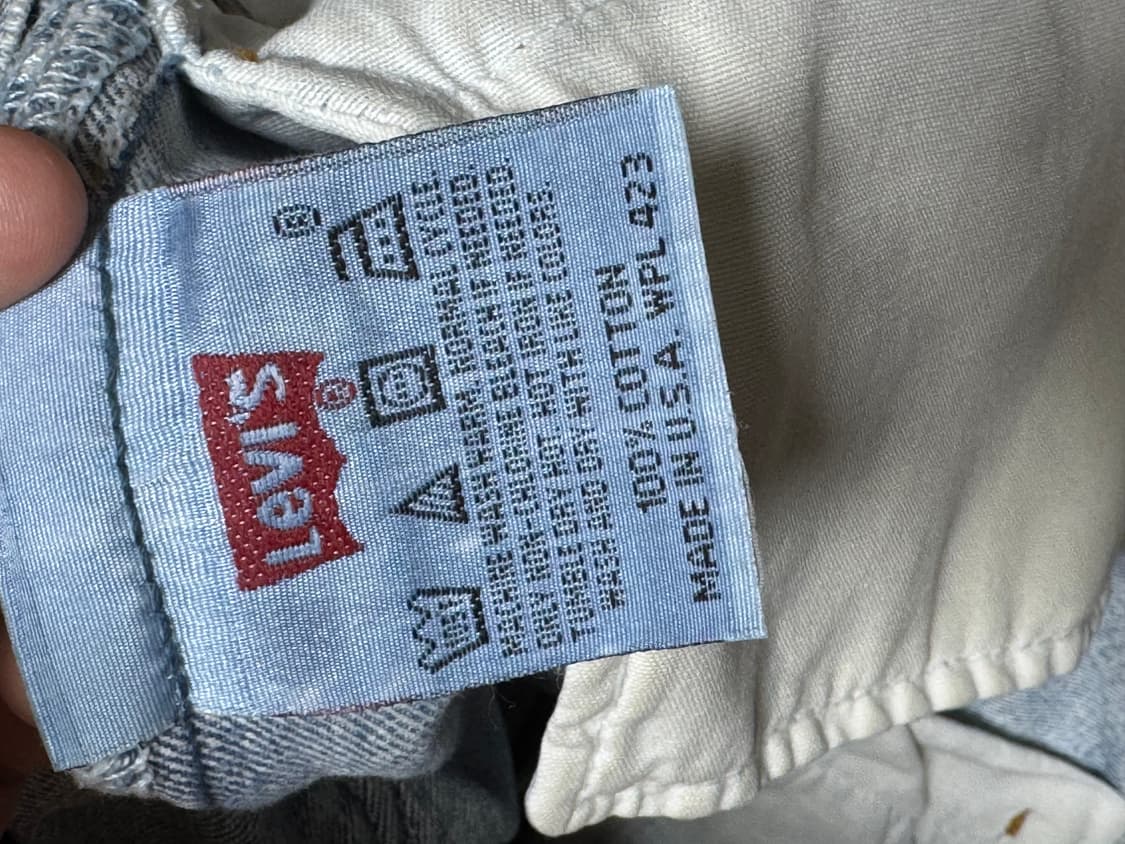 LEVI'S
®
MACHINE WASH WARM NORMAL CYCLE.
ONLY NON-CHLORINE BLEACH IF NEEDED.
TUMBLE DRY HOT. HOT IRON IF NEEDED.
WASH AND DRY WITH LIKE COLORS.
100% COTTON
MADE IN U.S.A. WPL 423